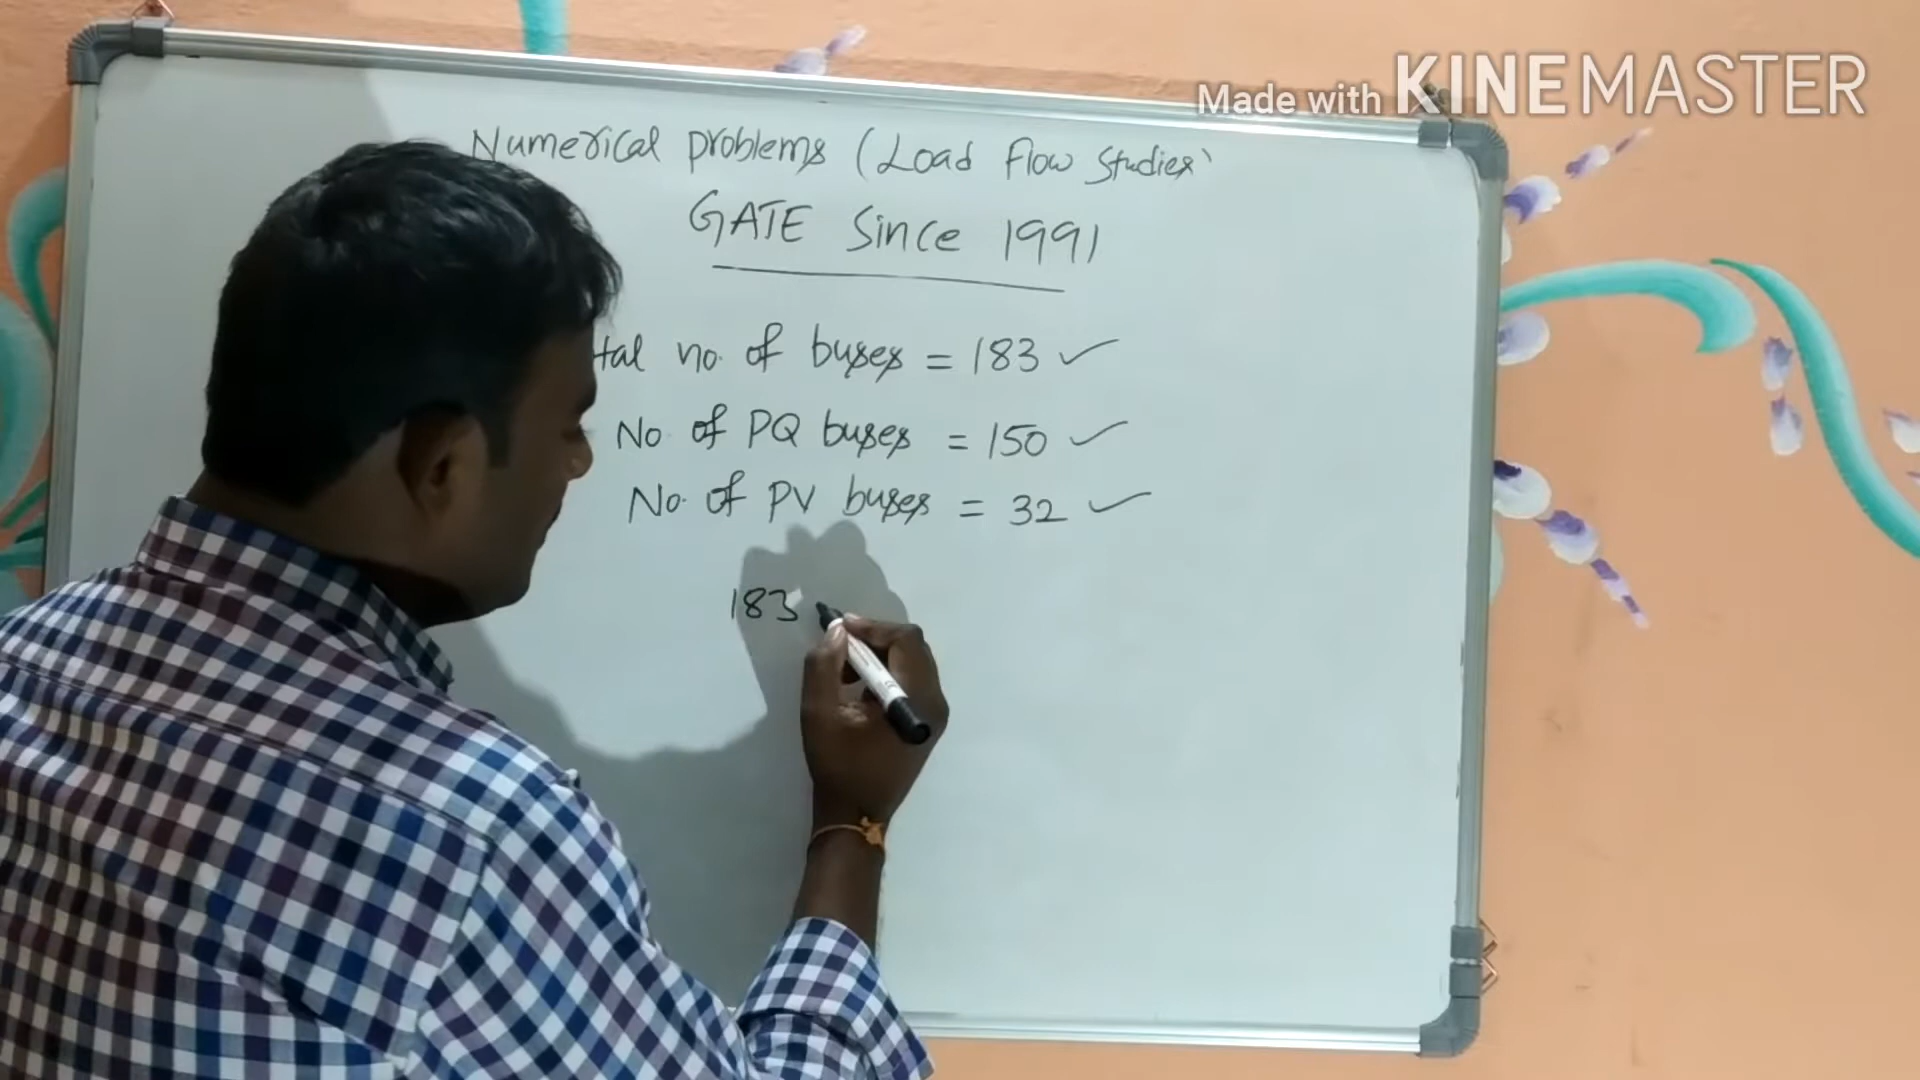 Made with KINEMASTER
Numerical Problems (Load Flow Studies)
GATE Since 1991
tal no. of buses = 183 ✓
No of PQ buses = 150 ✓
No. of PV buses = 32 ✓
183